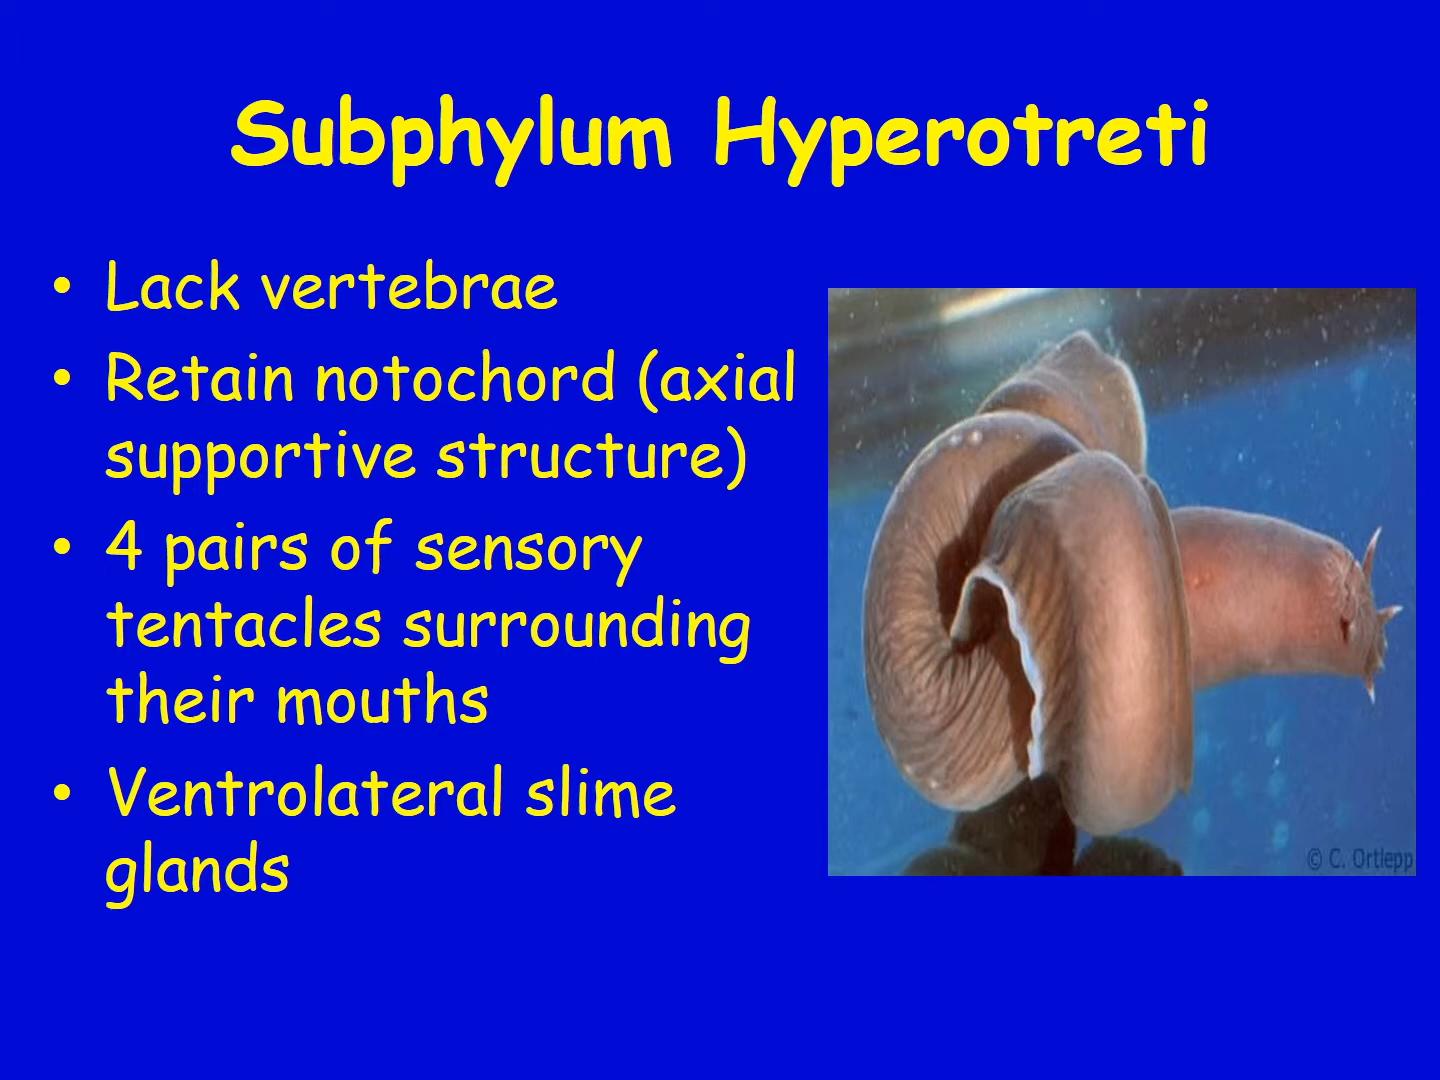 Subphylum Hyperotreti
• Lack vertebrae
• Retain notochord (axial
supportive structure)
• 4 pairs of sensory
tentacles surrounding
their mouths
• Ventrolateral slime
glands
© C. Ortlepp